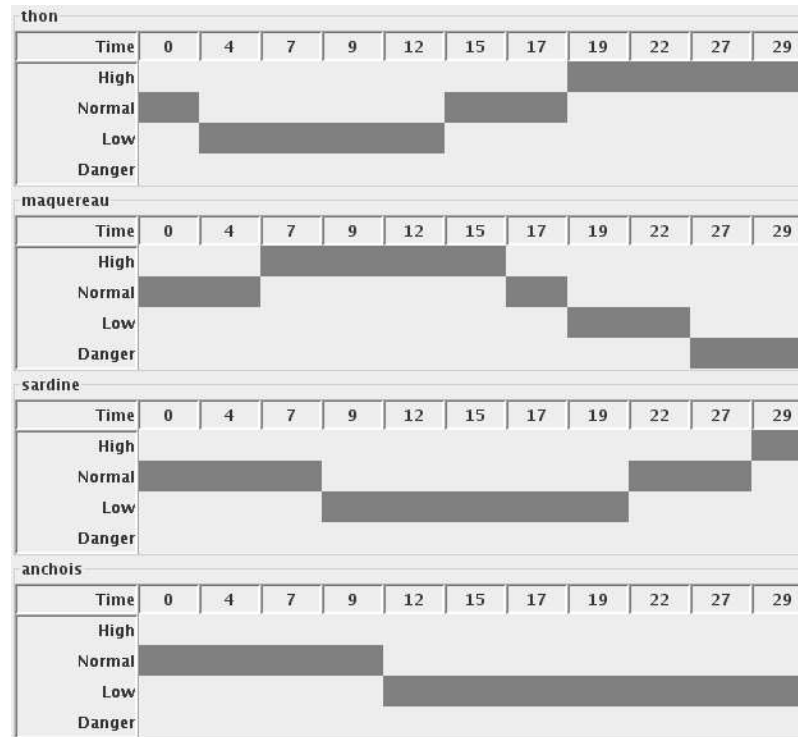 thon
Time 0 4 7 9 12 15 17 19 22 27 29
High
Normal
Low
Danger
maquereau
Time 0 4 7 9 12 15 17 19 22 27 29
High
Normal
Low
Danger
sardine
Time 0 4 7 9 12 15 17 19 22 27 29
High
Normal
Low
Danger
anchois
Time 0 4 7 9 12 15 17 19 22 27 29
High
Normal
Low
Danger